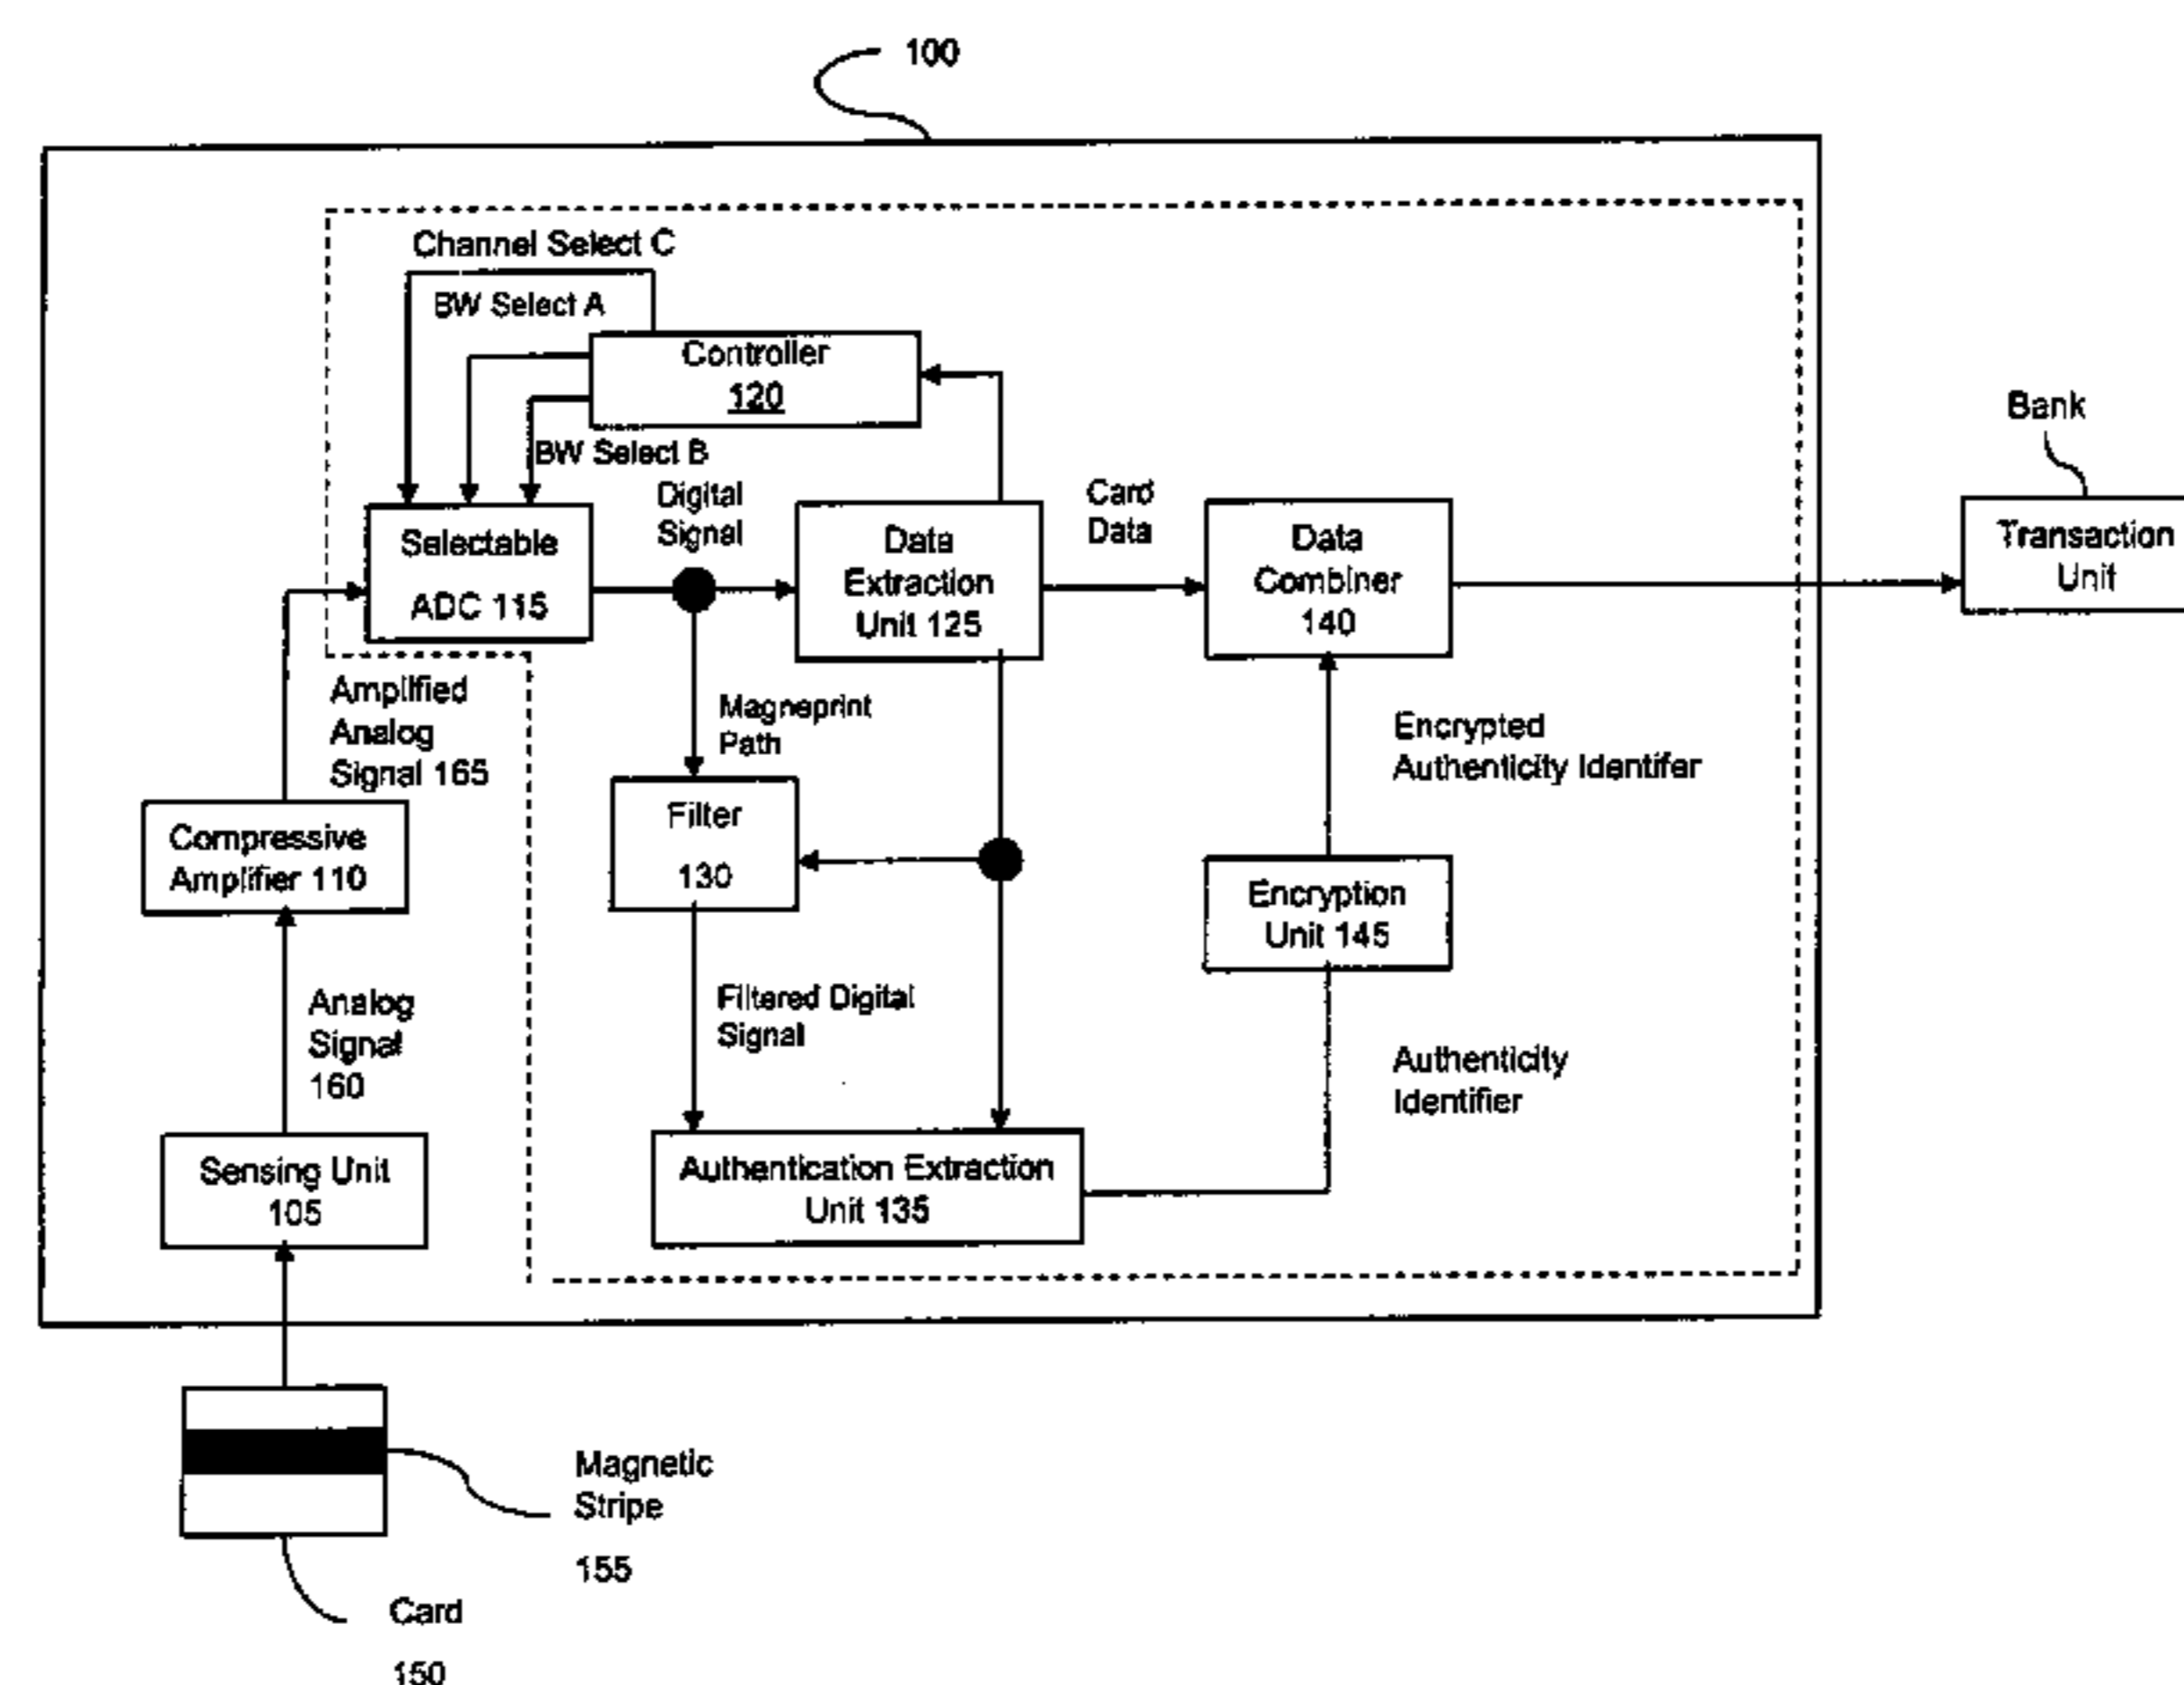 100
Channel Select C
BW Select A
Controller
120
BW Select B
Bank
Digital
Signal
Card
Data
Selectable
ADC 115
Data
Extraction
Unit 125
Data
Combiner
140
Transaction
Unit
Amplified
Analog
Signal 165
Magneprint
Path
Encrypted
Authenticity Identifer
Compressive
Amplifier 110
Filter
130
Encryption
Unit 145
Analog
Signal
160
Filtered Digital
Signal
Authenticity
Identifier
Sensing Unit
105
Authentication Extraction
Unit 135
Magnetic
Stripe
155
Card
150